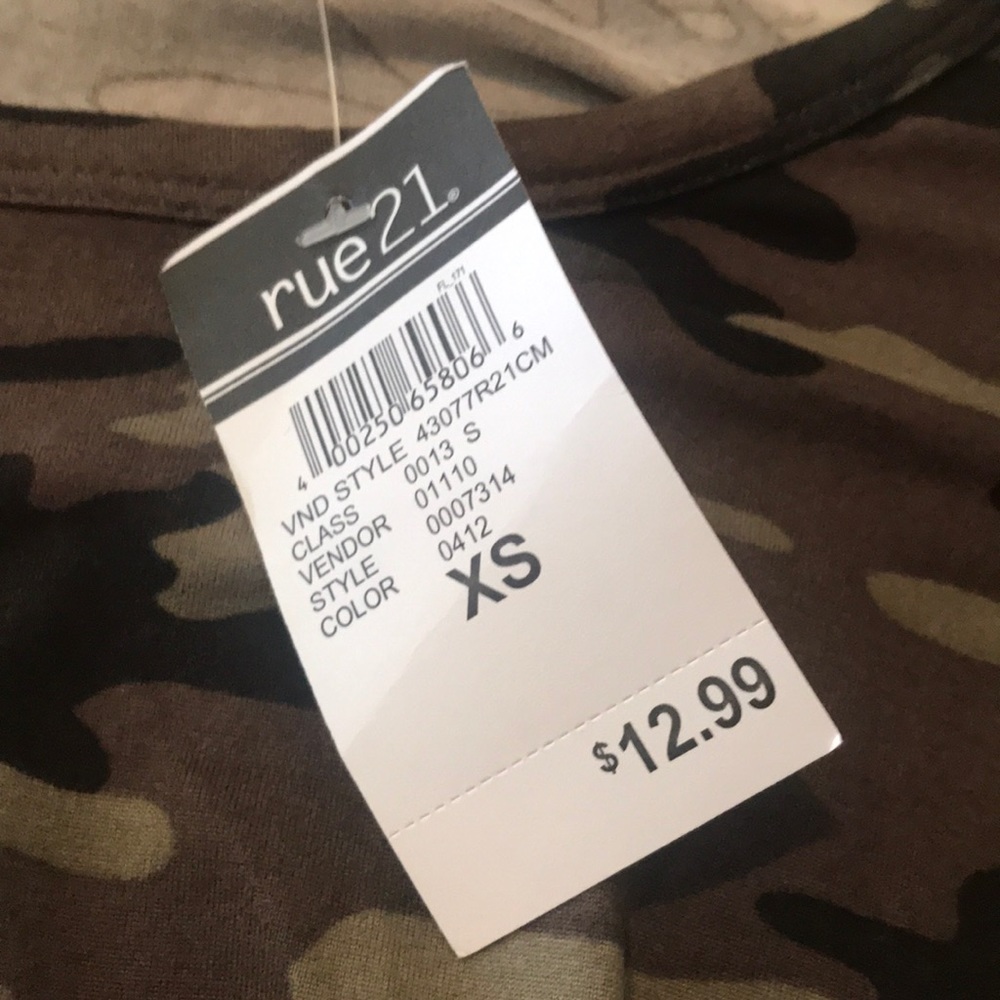 rue21®
FL_171
4 00250 65806 6
VND STYLE 43077R21CM
CLASS 0013 S
VENDOR 01110
STYLE 0007314
COLOR 0412
XS
$12.99